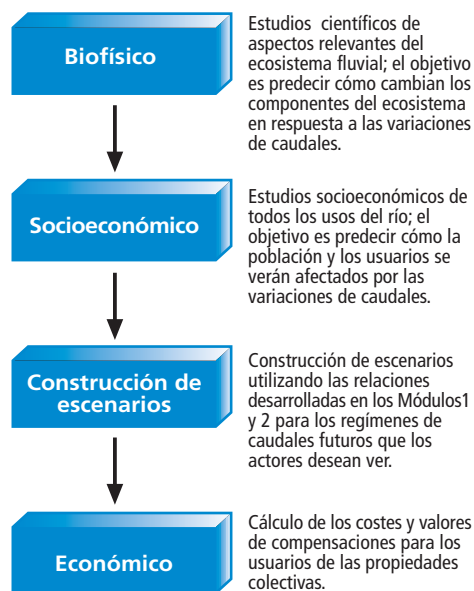 Biofísico
Estudios científicos de
aspectos relevantes del
ecosistema fluvial; el objetivo
es predecir cómo cambian los
componentes del ecosistema
en respuesta a las variaciones
de caudales.
Socioeconómico
Estudios socioeconómicos de
todos los usos del río; el
objetivo es predecir cómo la
población y los usuarios se
verán afectados por las
variaciones de caudales.
Construcción de
escenarios
Construcción de escenarios
utilizando las relaciones
desarrolladas en los Módulos1
y 2 para los regímenes de
caudales futuros que los
actores desean ver.
Económico
Cálculo de los costes y valores
de compensaciones para los
usuarios de las propiedades
colectivas.